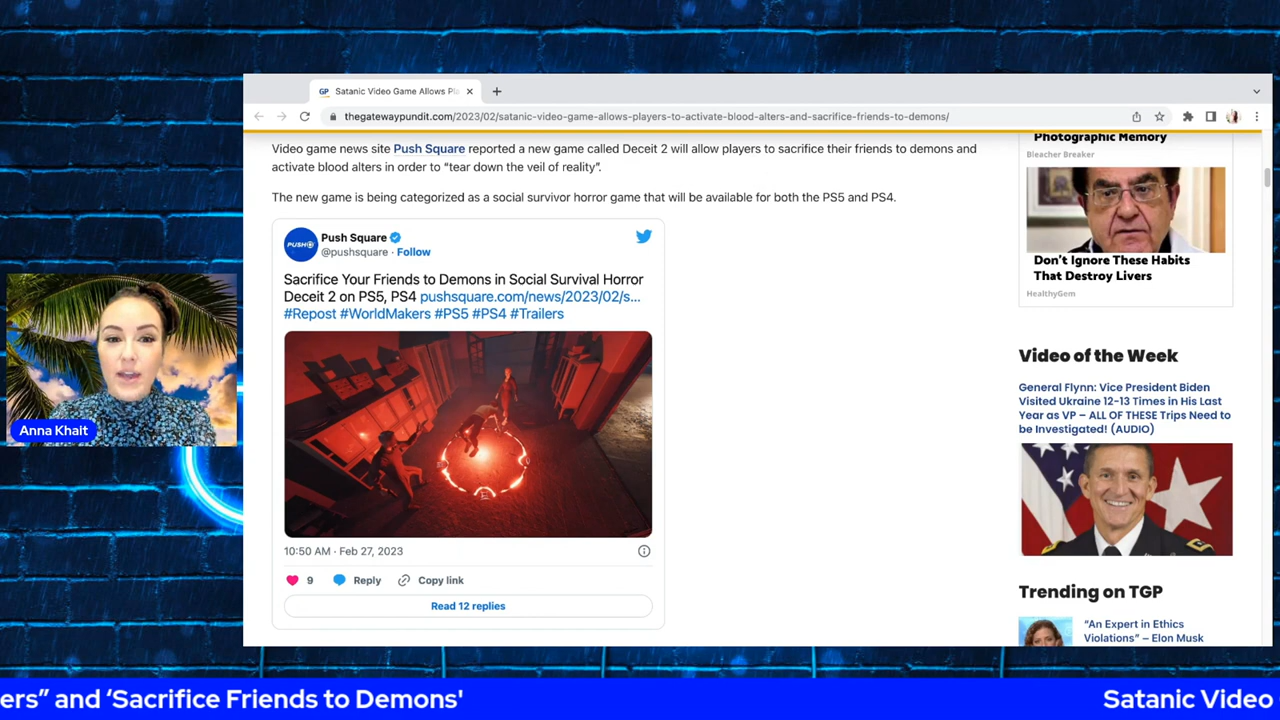 GP Satanic Video Game Allows Pl
thegatewaypundit.com/2023/02/satanic-video-game-allows-players-to-activate-blood-alters-and-sacrifice-friends-to-demons/
Video game news site Push Square reported a new game called Deceit 2 will allow players to sacrifice their friends to demons and
activate blood alters in order to “tear down the veil of reality”.
The new game is being categorized as a social survivor horror game that will be available for both the PS5 and PS4.
PUSH
Push Square
@pushsquare · Follow
Sacrifice Your Friends to Demons in Social Survival Horror
Deceit 2 on PS5, PS4 pushsquare.com/news/2023/02/s...
#Repost #WorldMakers #PS5 #PS4 #Trailers
10:50 AM · Feb 27, 2023
9 Reply Copy link
Read 12 replies
Photographic Memory
Bleacher Breaker
Don't Ignore These Habits
That Destroy Livers
HealthyGem
Video of the Week
General Flynn: Vice President Biden
Visited Ukraine 12-13 Times in His Last
Year as VP – ALL OF THESE Trips Need to
be Investigated! (AUDIO)
Trending on TGP
“An Expert in Ethics
Violations” – Elon Musk
Anna Khait
ers” and ‘Sacrifice Friends to Demons'
Satanic Video